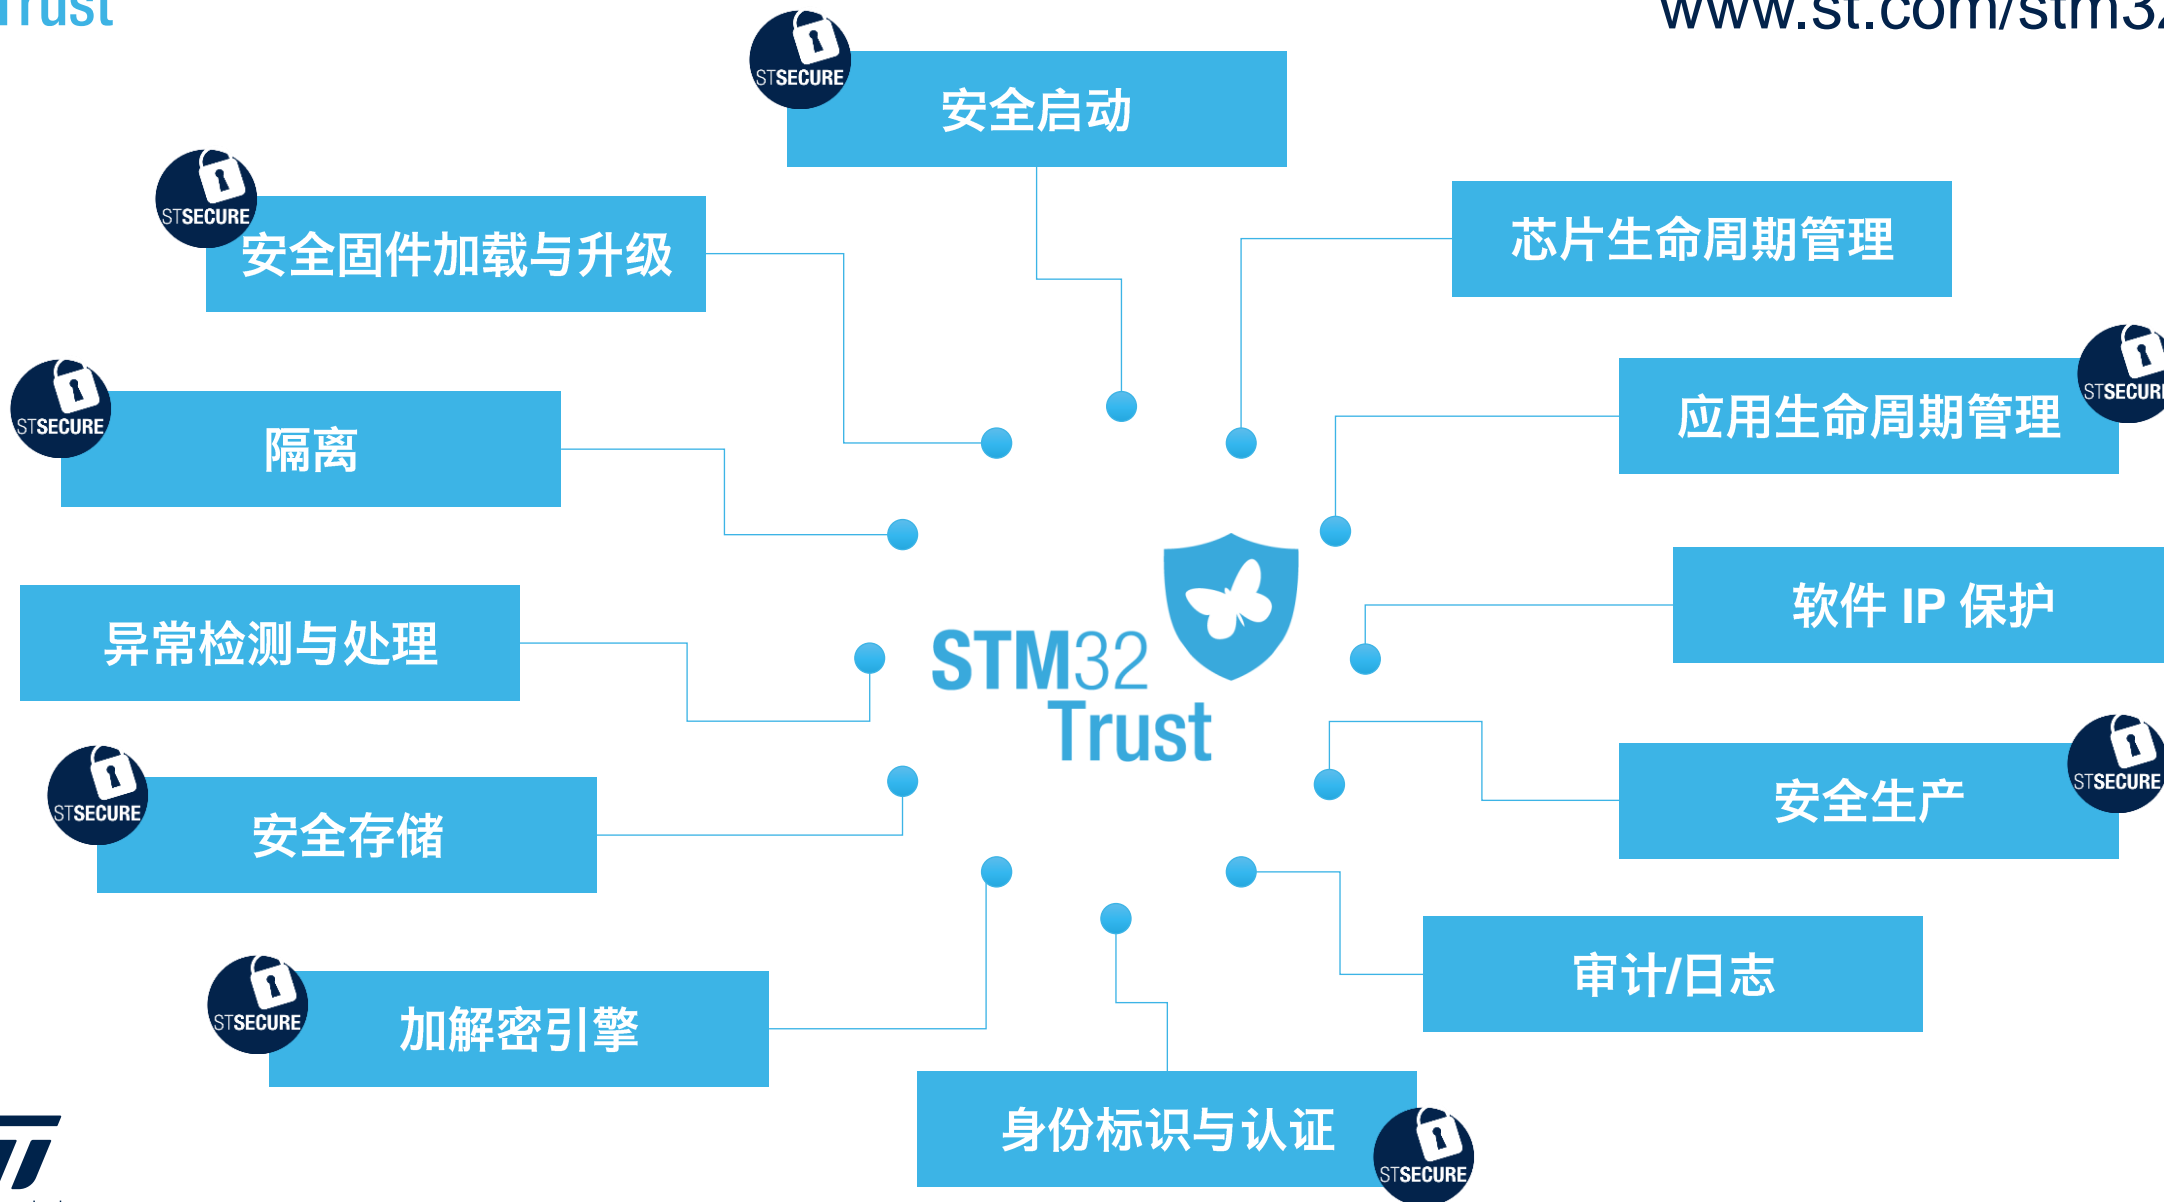 Trust
www.st.com/stm32
STSECURE
安全启动
STSECURE
安全固件加载与升级
芯片生命周期管理
STSECURE
隔离
应用生命周期管理
STSECURE
异常检测与处理
软件 IP 保护
STM32
Trust
STSECURE
安全存储
安全生产
STSECURE
STSECURE
加解密引擎
审计/日志
身份标识与认证
STSECURE